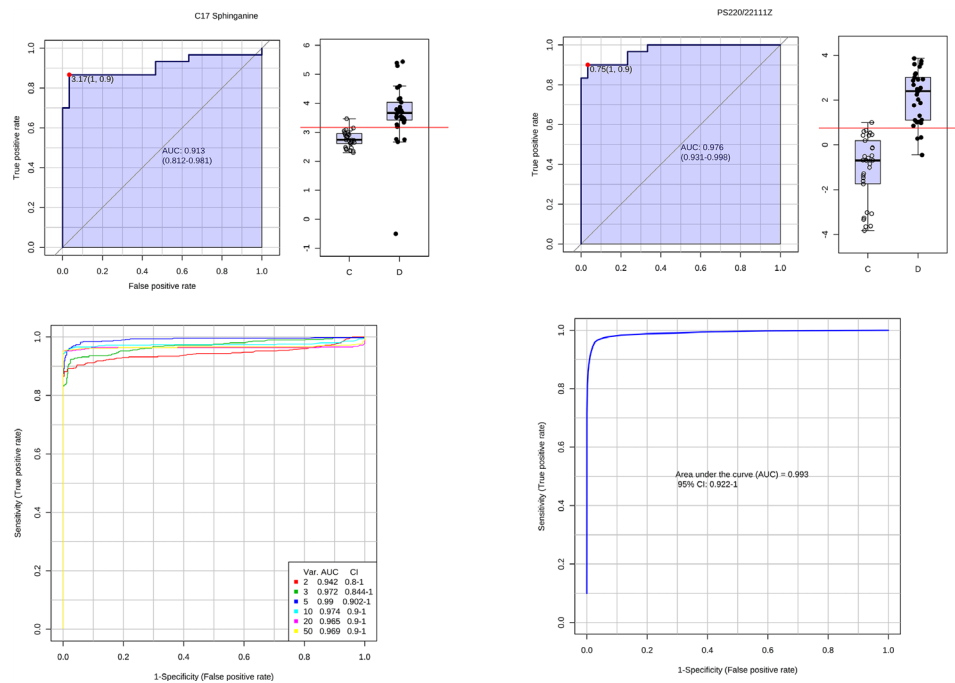 C17 Sphinganine
True positive rate
0.0 0.2 0.4 0.6 0.8 1.0
3.17(1, 0.9)
AUC: 0.913
(0.812-0.981)
0.0 0.2 0.4 0.6 0.8 1.0
False positive rate
-1 0 1 2 3 4 5 6
C D
PS220/22111Z
True positive rate
0.0 0.2 0.4 0.6 0.8 1.0
0.75(1, 0.9)
AUC: 0.976
(0.931-0.998)
0.0 0.2 0.4 0.6 0.8 1.0
-4 -2 0 2 4
C D
Sensitivity (True positive rate)
0.0 0.2 0.4 0.6 0.8 1.0
Var. AUC CI
2 0.942 0.8-1
3 0.972 0.844-1
5 0.99 0.902-1
10 0.974 0.9-1
20 0.965 0.9-1
50 0.969 0.9-1
0.0 0.2 0.4 0.6 0.8 1.0
1-Specificity (False positive rate)
Sensitivity (True positive rate)
0.0 0.2 0.4 0.6 0.8 1.0
Area under the curve (AUC) = 0.993
95% CI: 0.922-1
0.0 0.2 0.4 0.6 0.8 1.0
1-Specificity (False positive rate)